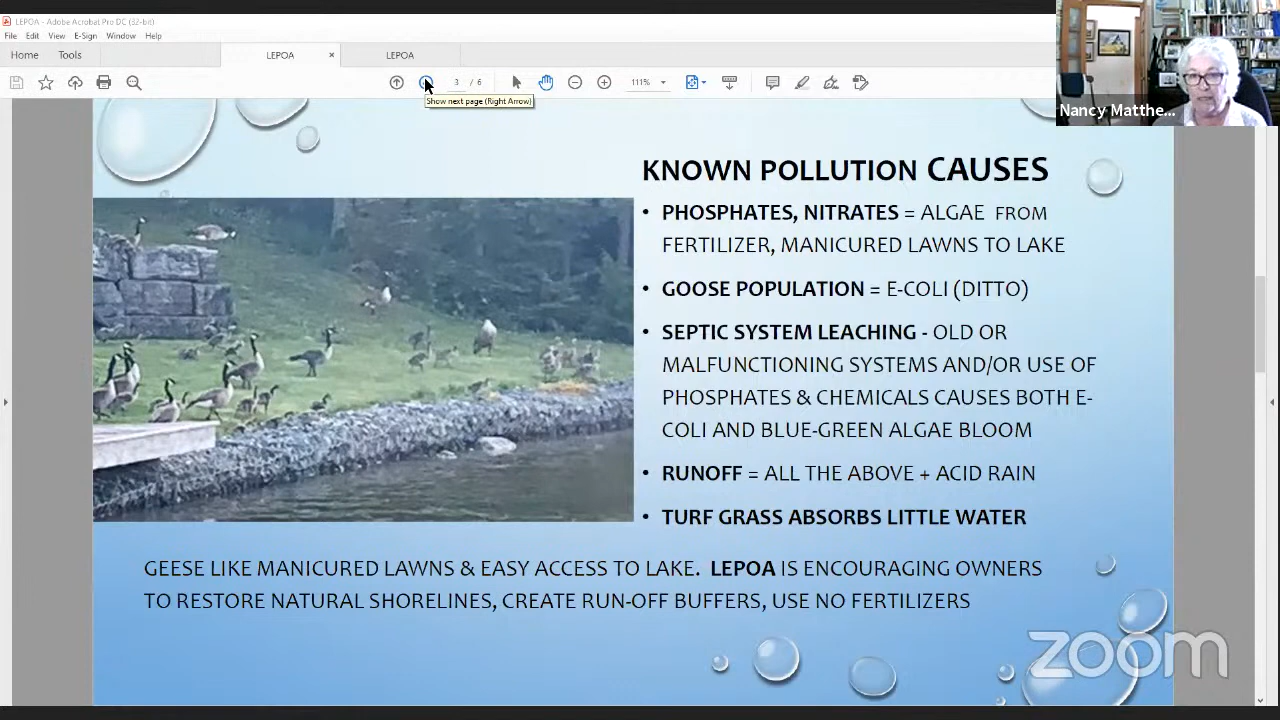 LEPOA - Adobe Acrobat Pro DC (32-bit)
File Edit View E-Sign Window Help
Home Tools LEPOA × LEPOA
3 / 6 111%
Show next page (Right Arrow)
Nancy Matthe...
KNOWN POLLUTION CAUSES
• PHOSPHATES, NITRATES = ALGAE FROM
FERTILIZER, MANICURED LAWNS TO LAKE
• GOOSE POPULATION = E-COLI (DITTO)
• SEPTIC SYSTEM LEACHING - OLD OR
MALFUNCTIONING SYSTEMS AND/OR USE OF
PHOSPHATES & CHEMICALS CAUSES BOTH E-
COLI AND BLUE-GREEN ALGAE BLOOM
• RUNOFF = ALL THE ABOVE + ACID RAIN
• TURF GRASS ABSORBS LITTLE WATER
GEESE LIKE MANICURED LAWNS & EASY ACCESS TO LAKE. LEPOA IS ENCOURAGING OWNERS
TO RESTORE NATURAL SHORELINES, CREATE RUN-OFF BUFFERS, USE NO FERTILIZERS
zoom